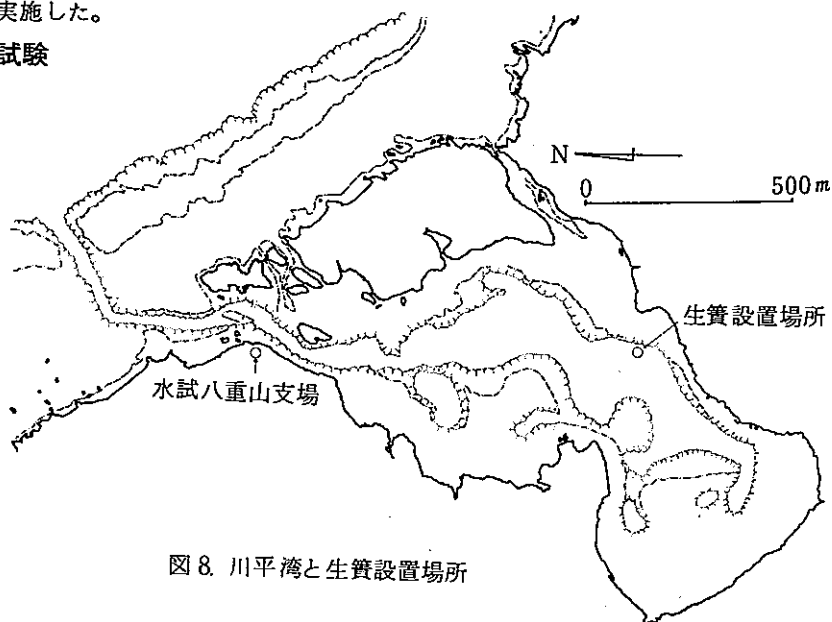 実施した。
試験
N
0 500m
生簀設置場所
水試八重山支場
図8. 川平湾と生簀設置場所